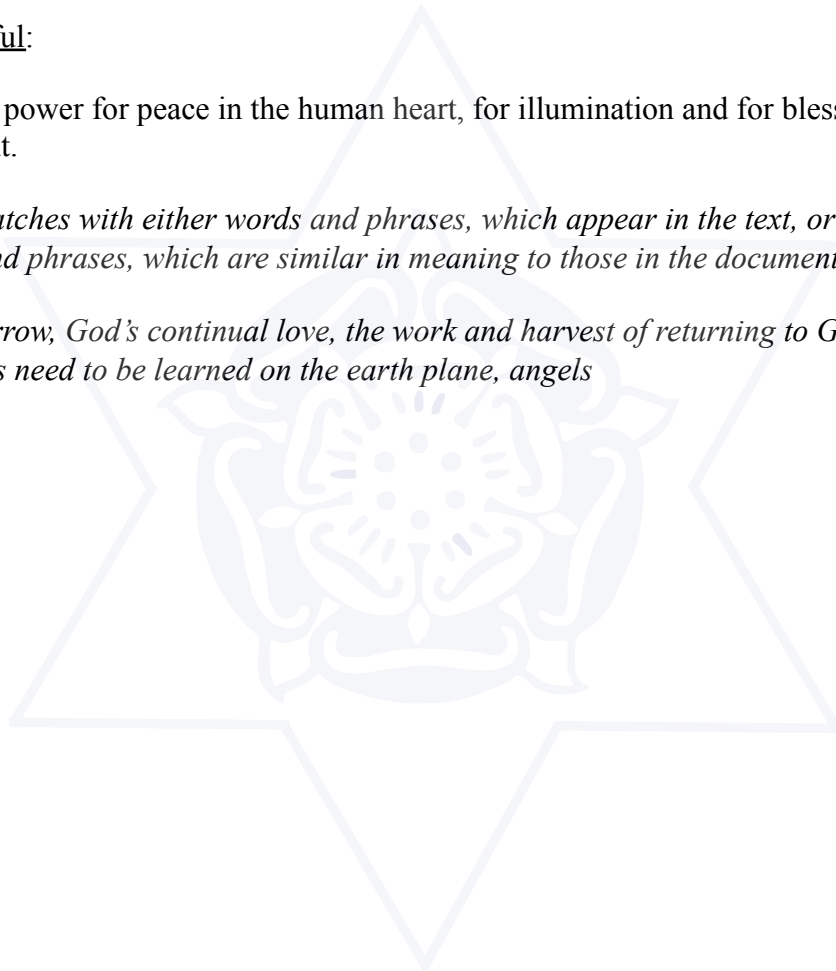 ful:
power for peace in the human heart, for illumination and for bless
t.
atches with either words and phrases, which appear in the text, or
nd phrases, which are similar in meaning to those in the document
rrow, God’s continual love, the work and harvest of returning to G
s need to be learned on the earth plane, angels